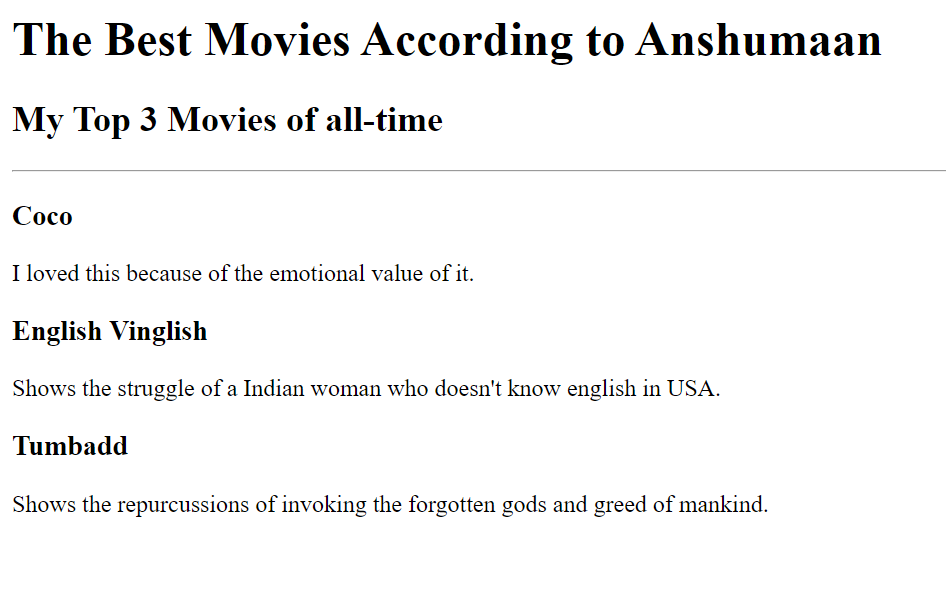 The Best Movies According to Anshumaan
My Top 3 Movies of all-time
Coco
I loved this because of the emotional value of it.
English Vinglish
Shows the struggle of a Indian woman who doesn't know english in USA.
Tumbadd
Shows the repurcussions of invoking the forgotten gods and greed of mankind.